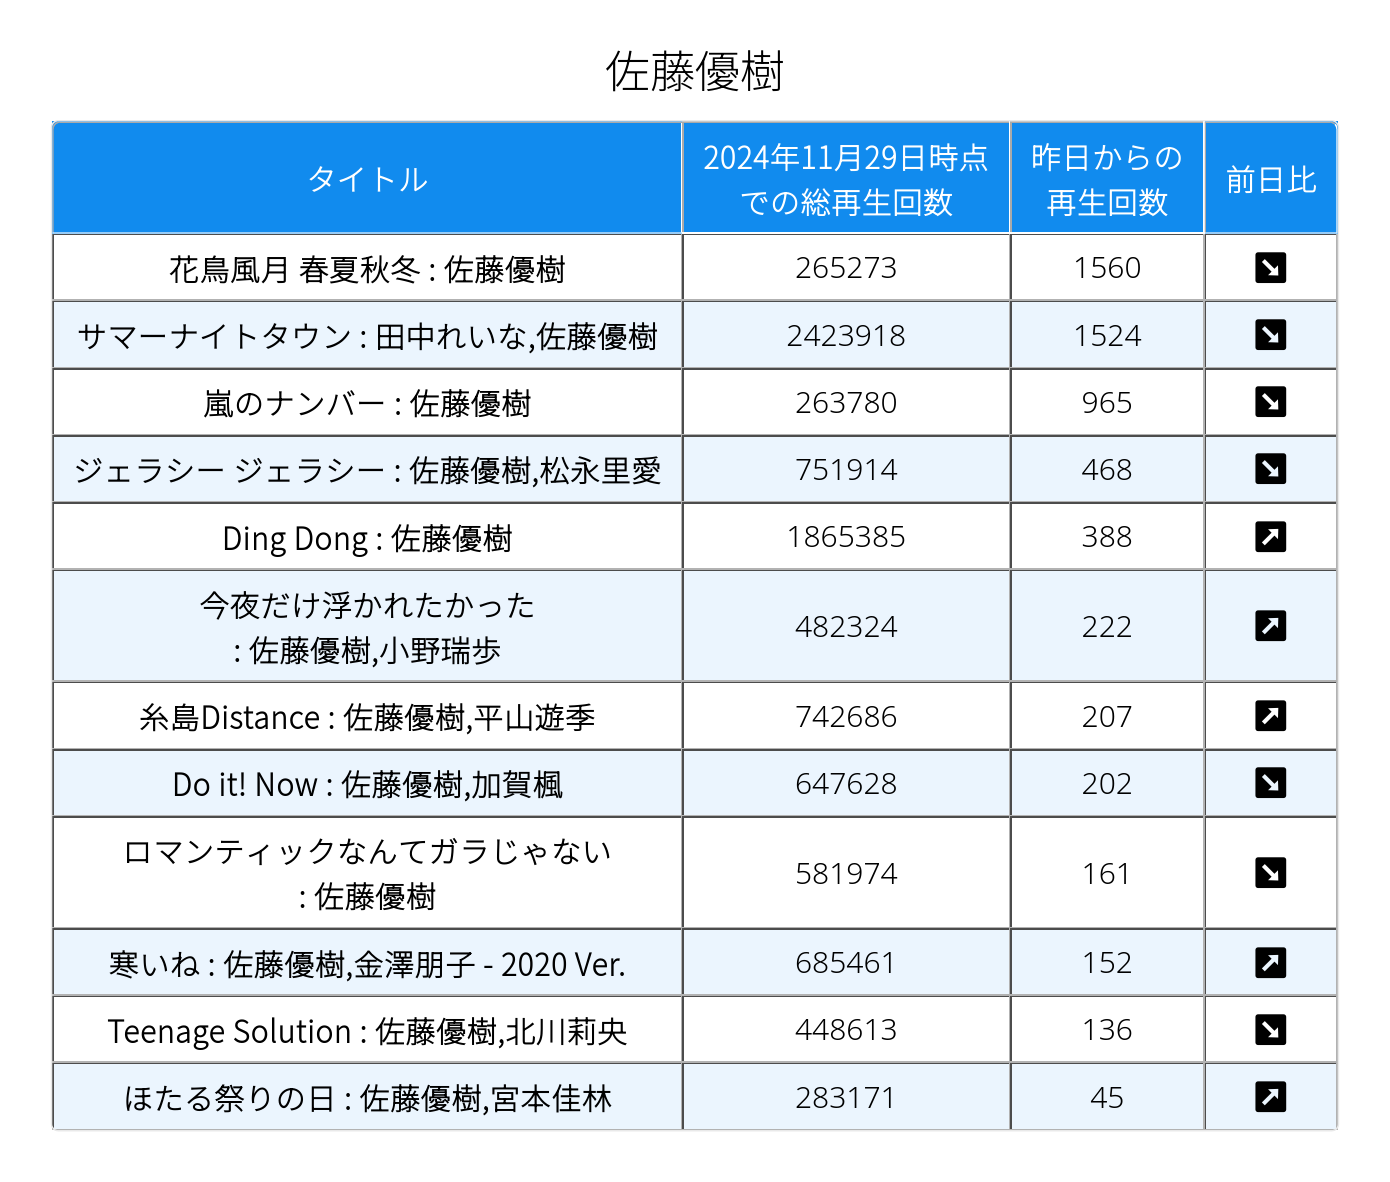 佐藤優樹
タイトル
2024年11月29日時点
での総再生回数
昨日からの
再生回数
前日比
花鳥風月 春夏秋冬 : 佐藤優樹 265273 1560 ↘
サマーナイトタウン : 田中れいな,佐藤優樹 2423918 1524 ↘
嵐のナンバー : 佐藤優樹 263780 965 ↘
ジェラシー ジェラシー : 佐藤優樹,松永里愛 751914 468 ↘
Ding Dong : 佐藤優樹 1865385 388 ↗
今夜だけ浮かれたかった
: 佐藤優樹,小野瑞歩 482324 222 ↗
糸島Distance : 佐藤優樹,平山遊季 742686 207 ↗
Do it! Now : 佐藤優樹,加賀楓 647628 202 ↘
ロマンティックなんてガラじゃない
: 佐藤優樹 581974 161 ↘
寒いね : 佐藤優樹,金澤朋子 - 2020 Ver. 685461 152 ↗
Teenage Solution : 佐藤優樹,北川莉央 448613 136 ↘
ほたる祭りの日 : 佐藤優樹,宮本佳林 283171 45 ↗